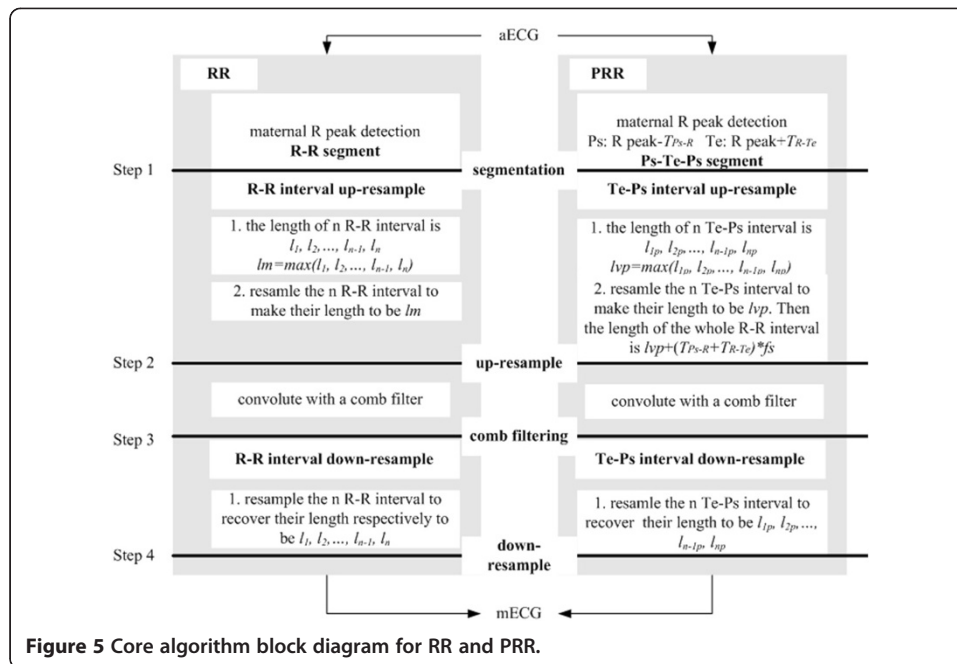 aECG
RR
PRR
maternal R peak detection
R-R segment
maternal R peak detection
Ps: R peak-TPs-R Te: R peak+TR-Te
Ps-Te-Ps segment
Step 1
segmentation
R-R interval up-resample
1. the length of n R-R interval is
l1, l2,..., ln-1, ln
lm=max(l1, l2,..., ln-1, ln)
2. resamle the n R-R interval to
make their length to be lm
Te-Ps interval up-resample
1. the length of n Te-Ps interval is
l1p, l2p,..., ln-1p, lnp
lvp=max(l1p, l2p,..., ln-1p, lnp)
2. resamle the n Te-Ps interval to
make their length to be lvp. Then
the length of the whole R-R interval
is lvp+(TPs-R+TR-Te)*fs
Step 2
up-resample
convolute with a comb filter
convolute with a comb filter
Step 3
comb filtering
R-R interval down-resample
1. resample the n R-R interval to
recover their length respectively to
be l1, l2,..., ln-1, ln
Te-Ps interval down-resample
1. resamle the n Te-Ps interval to
recover their length to be l1p, l2p,...,
ln-1p, lnp
Step 4
down-
resample
mECG
Figure 5 Core algorithm block diagram for RR and PRR.